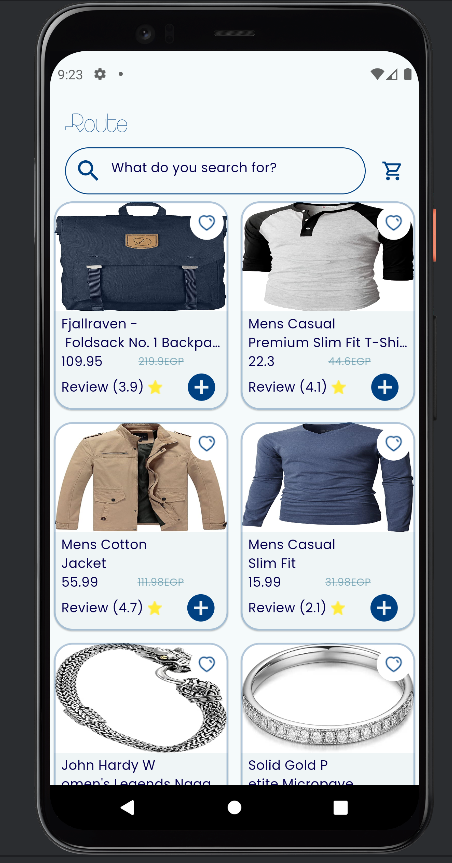 9:23
Route
What do you search for?
Fjallraven -
Foldsack No. 1 Backpa...
109.95 219.9EGP
Review (3.9)
Mens Casual
Premium Slim Fit T-Shi...
22.3 44.6EGP
Review (4.1)
Mens Cotton
Jacket
55.99 111.98EGP
Review (4.7)
Mens Casual
Slim Fit
15.99 31.98EGP
Review (2.1)
John Hardy W
omen's Legends Naga
Solid Gold P
etite Micropave